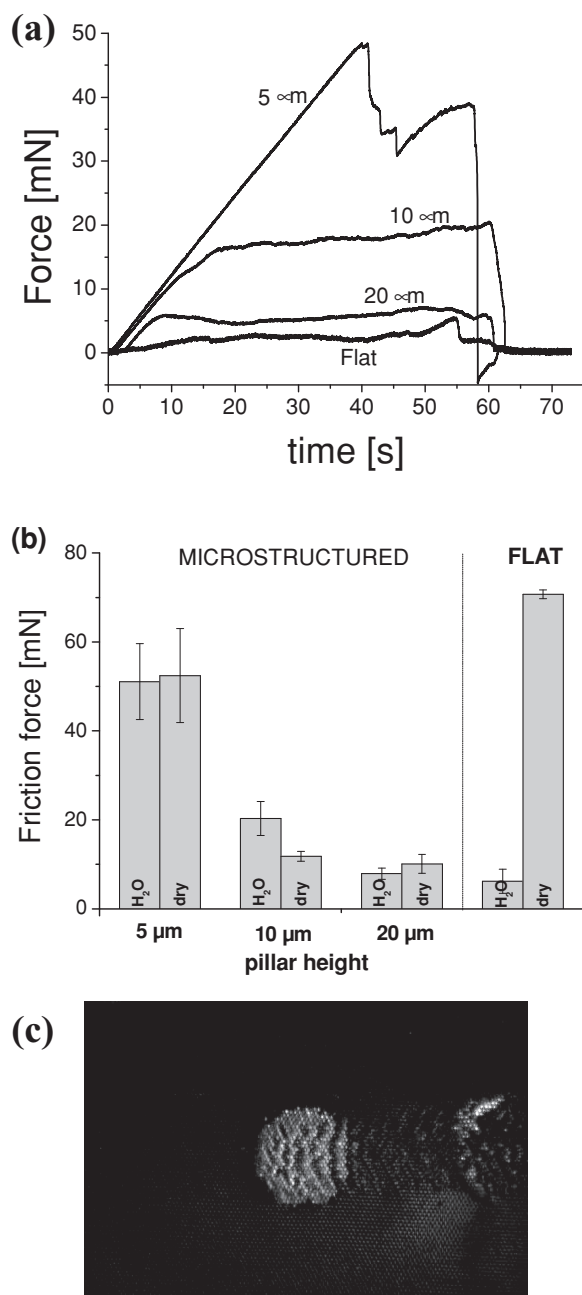 (a)
50
40
30
20
10
0
Force [mN]
5 ∝m
10 ∝m
20 ∝m
Flat
0 10 20 30 40 50 60 70
time [s]
(b)
80
60
40
20
0
Friction force [mN]
MICROSTRUCTURED
FLAT
H₂O
dry
H₂O
dry
H₂O
dry
H₂O
dry
5 µm
10 µm
20 µm
pillar height
(c)